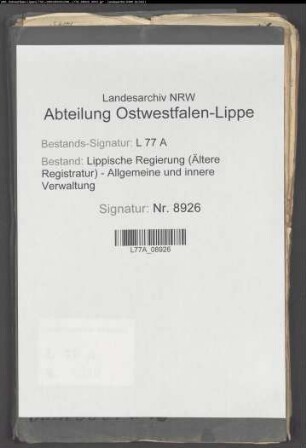 Landesarchiv NRW
Abteilung Ostwestfalen-Lippe
Bestands-Signatur: L 77 A
Bestand: Lippische Regierung (Ältere
Registratur) - Allgemeine und innere
Verwaltung
Signatur: Nr. 8926
L77A_08926